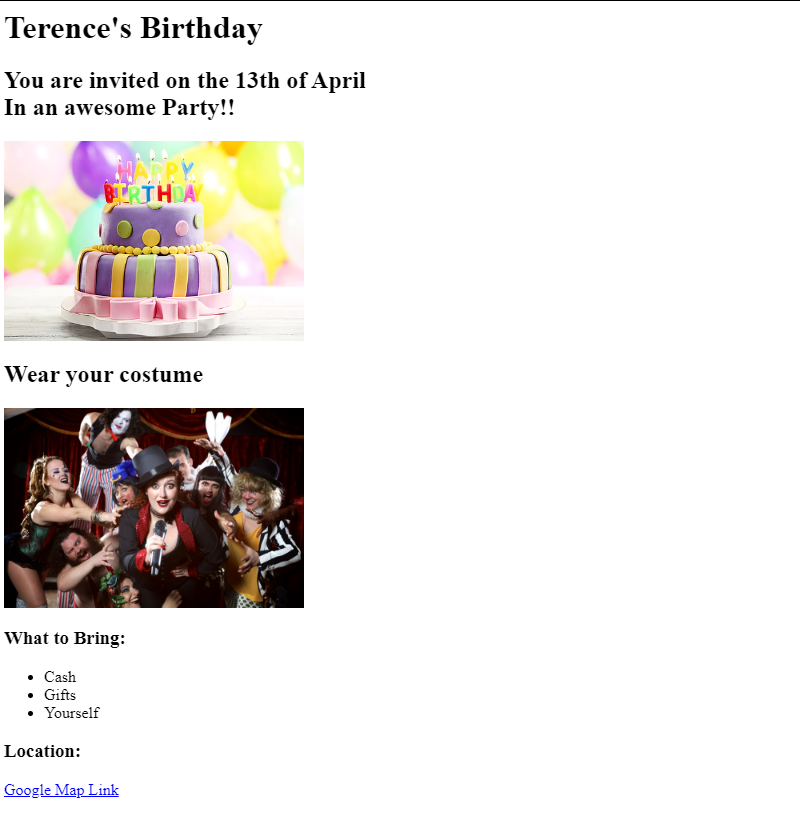 Terence's Birthday
You are invited on the 13th of April
In an awesome Party!!
HAPPY
BIRTHDAY
Wear your costume
What to Bring:
Cash
Gifts
Yourself
Location:
Google Map Link